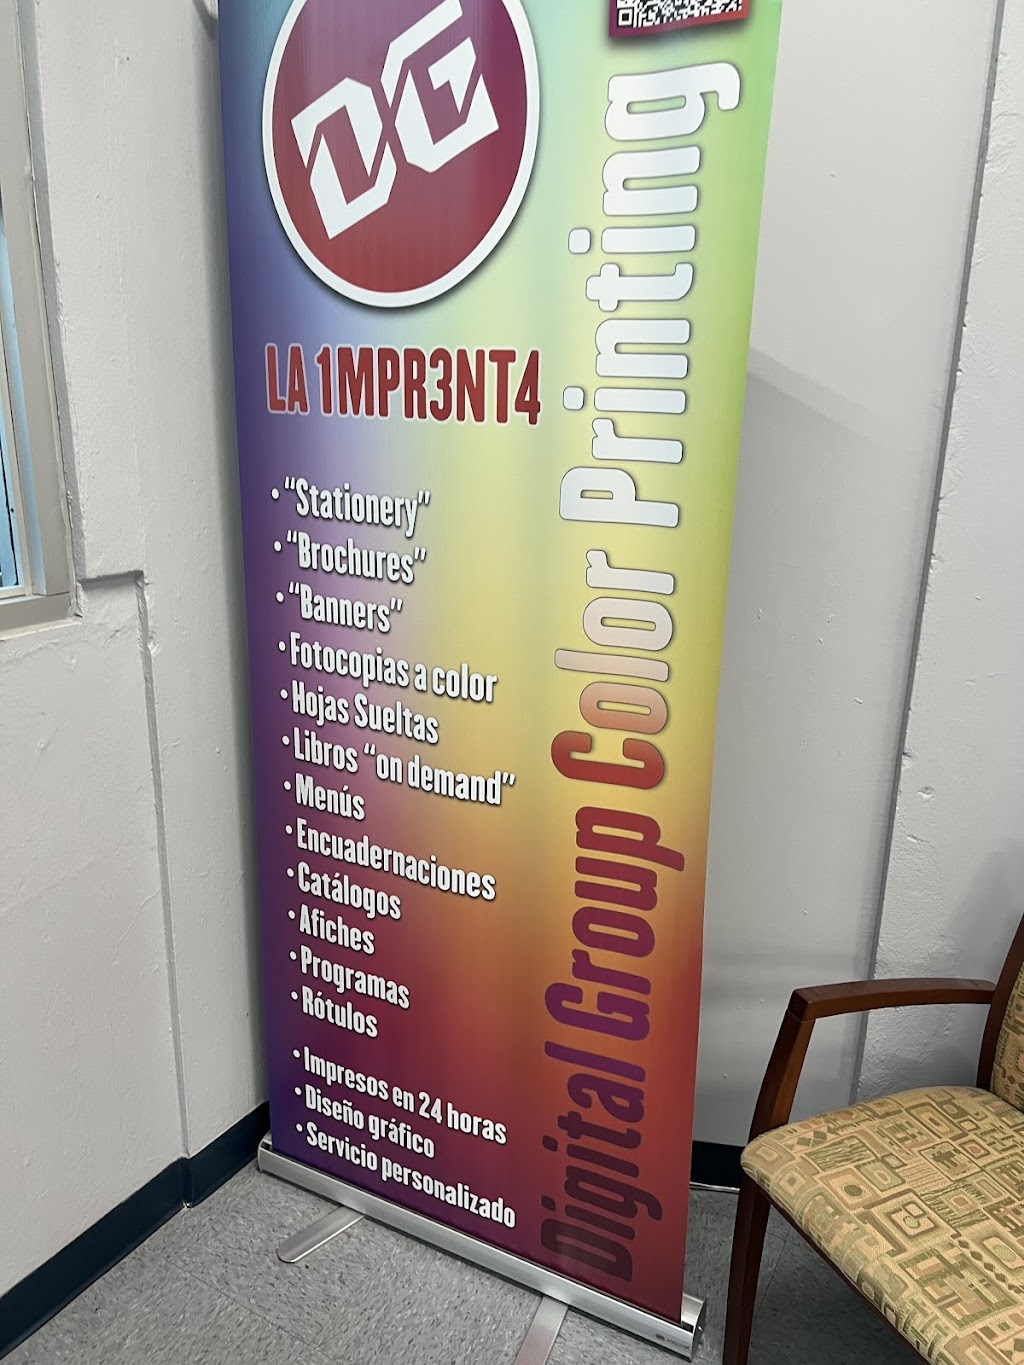 DG
LA 1MPR3NT4
• “Stationery”
• “Brochures”
• “Banners”
• Fotocopias a color
• Hojas Sueltas
• Libros “on demand”
• Menús
• Encuadernaciones
• Catálogos
• Afiches
• Programas
• Rótulos
• Impresos en 24 horas
• Diseño gráfico
• Servicio personalizado
Digital Group Color Printing